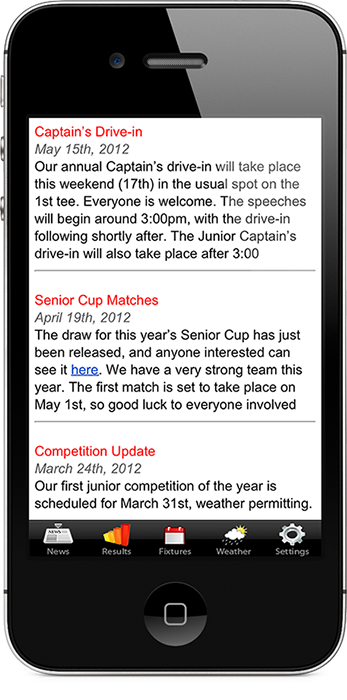 Captain's Drive-in
May 15th, 2012
Our annual Captain's drive-in will take place
this weekend (17th) in the usual spot on the
1st tee. Everyone is welcome. The speeches
will begin around 3:00pm, with the drive-in
following shortly after. The Junior Captain's
drive-in will also take place after 3:00
Senior Cup Matches
April 19th, 2012
The draw for this year's Senior Cup has just
been released, and anyone interested can
see it here. We have a very strong team this
year. The first match is set to take place on
May 1st, so good luck to everyone involved
Competition Update
March 24th, 2012
Our first junior competition of the year is
scheduled for March 31st, weather permitting.
NEWS
News Results Fixtures Weather Settings